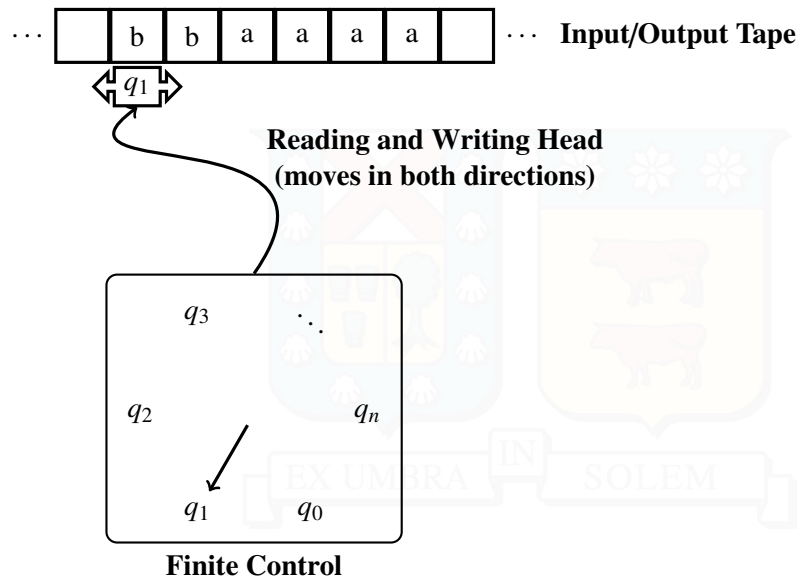 ··· b b a a a a ··· Input/Output Tape
q₁
Reading and Writing Head
(moves in both directions)
q₃ ⋱
q₂ qₙ
EX UMBRA IN SOLEM
q₁ q₀
Finite Control